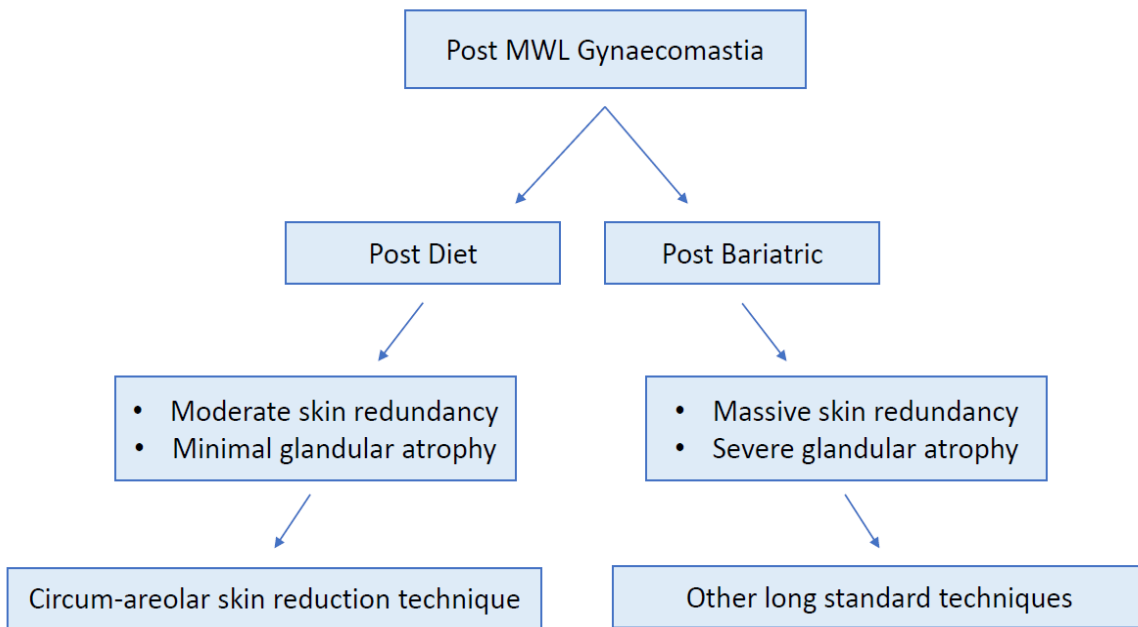 Post MWL Gynaecomastia
Post Diet
Post Bariatric
• Moderate skin redundancy
• Minimal glandular atrophy
• Massive skin redundancy
• Severe glandular atrophy
Circum-areolar skin reduction technique
Other long standard techniques